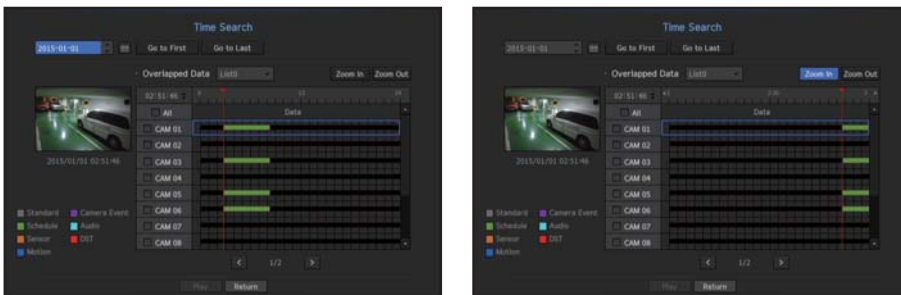 Time Search
2015-01-01 Go to First Go to Last
· Overlapped Data List0 Zoom In Zoom Out
02:51:46 0 12 24
All Data
CAM 01
CAM 02
CAM 03
CAM 04
CAM 05
CAM 06
CAM 07
CAM 08
2015/01/01 02:51:46
Standard Camera Event
Schedule Audio
Sensor DST
Motion
< 1/2 >
Play Return
Time Search
2015-01-01 Go to First Go to Last
· Overlapped Data List0 Zoom In Zoom Out
02:51:46
All Data
CAM 01
CAM 02
CAM 03
CAM 04
CAM 05
CAM 06
CAM 07
CAM 08
2015/01/01 02:51:46
Standard Camera Event
Schedule Audio
Sensor DST
Motion
< 1/2 >
Play Return